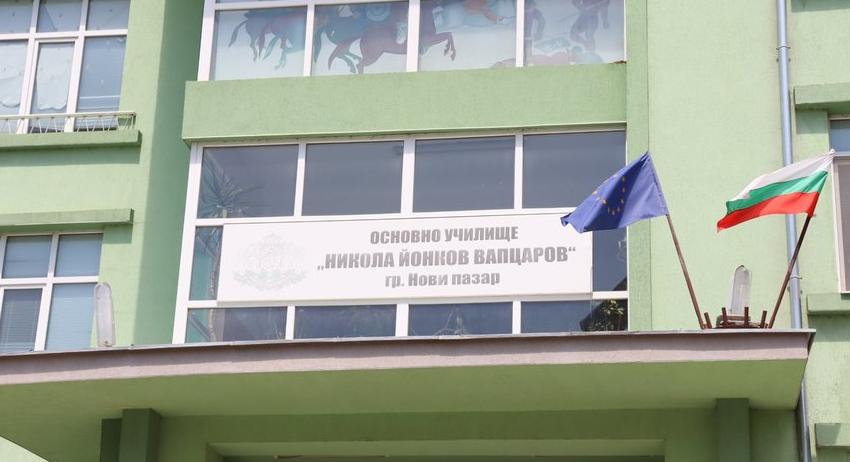 ОСНОВНО УЧИЛИЩЕ
„НИКОЛА ЙОНКОВ ВАПЦАРОВ“
гр. Нови пазар